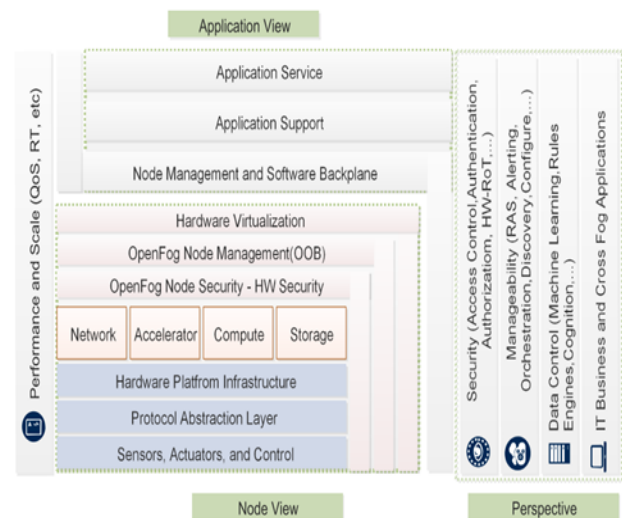 Application View
Performance and Scale (QoS, RT, etc)
Application Service
Application Support
Node Management and Software Backplane
Hardware Virtualization
OpenFog Node Management(OOB)
OpenFog Node Security - HW Security
Network
Accelerator
Compute
Storage
Hardware Platfrom Infrastructure
Protocol Abstraction Layer
Sensors, Actuators, and Control
Security (Access Control,Authentication,
Authorizatiom, HW-RoT,...)
Manageability (RAS, Alerting,
Orchestration,Discovery,Configure,...)
Data Control (Machine Learning,Rules
Engines,Cognition,...)
IT Business and Cross Fog Applications
Node View
Perspective